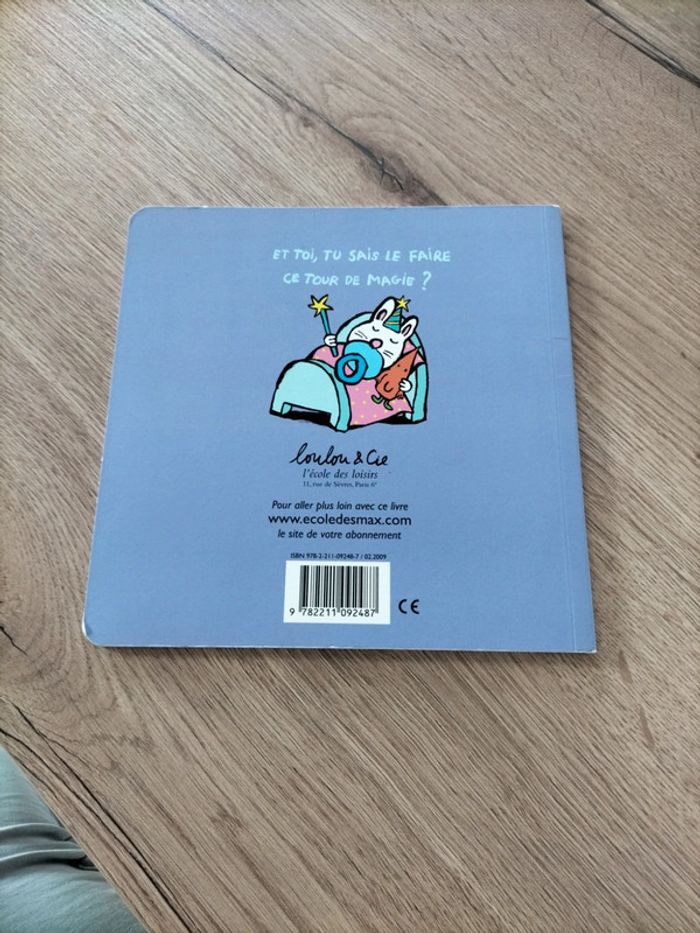 ET TOI, TU SAIS LE FAIRE
CE TOUR DE MAGIE ?
loulou & Cie
l'école des loisirs
11, rue de Sèvres, Paris 6e
Pour aller plus loin avec ce livre
www.ecoledesmax.com
le site de votre abonnement
ISBN 978-2-211-09248-7 / 02.2009
9 782211 092487
CE